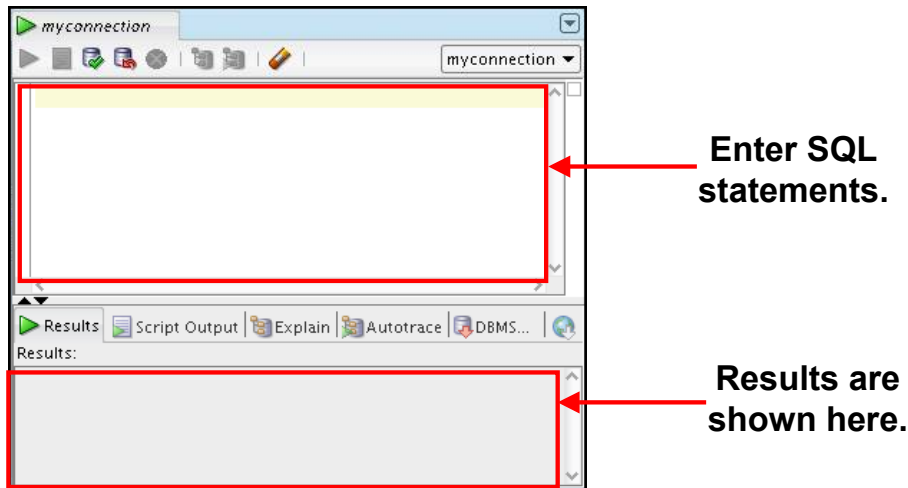 myconnection
myconnection
Enter SQL
statements.
Results Script Output Explain Autotrace DBMS...
Results:
Results are
shown here.